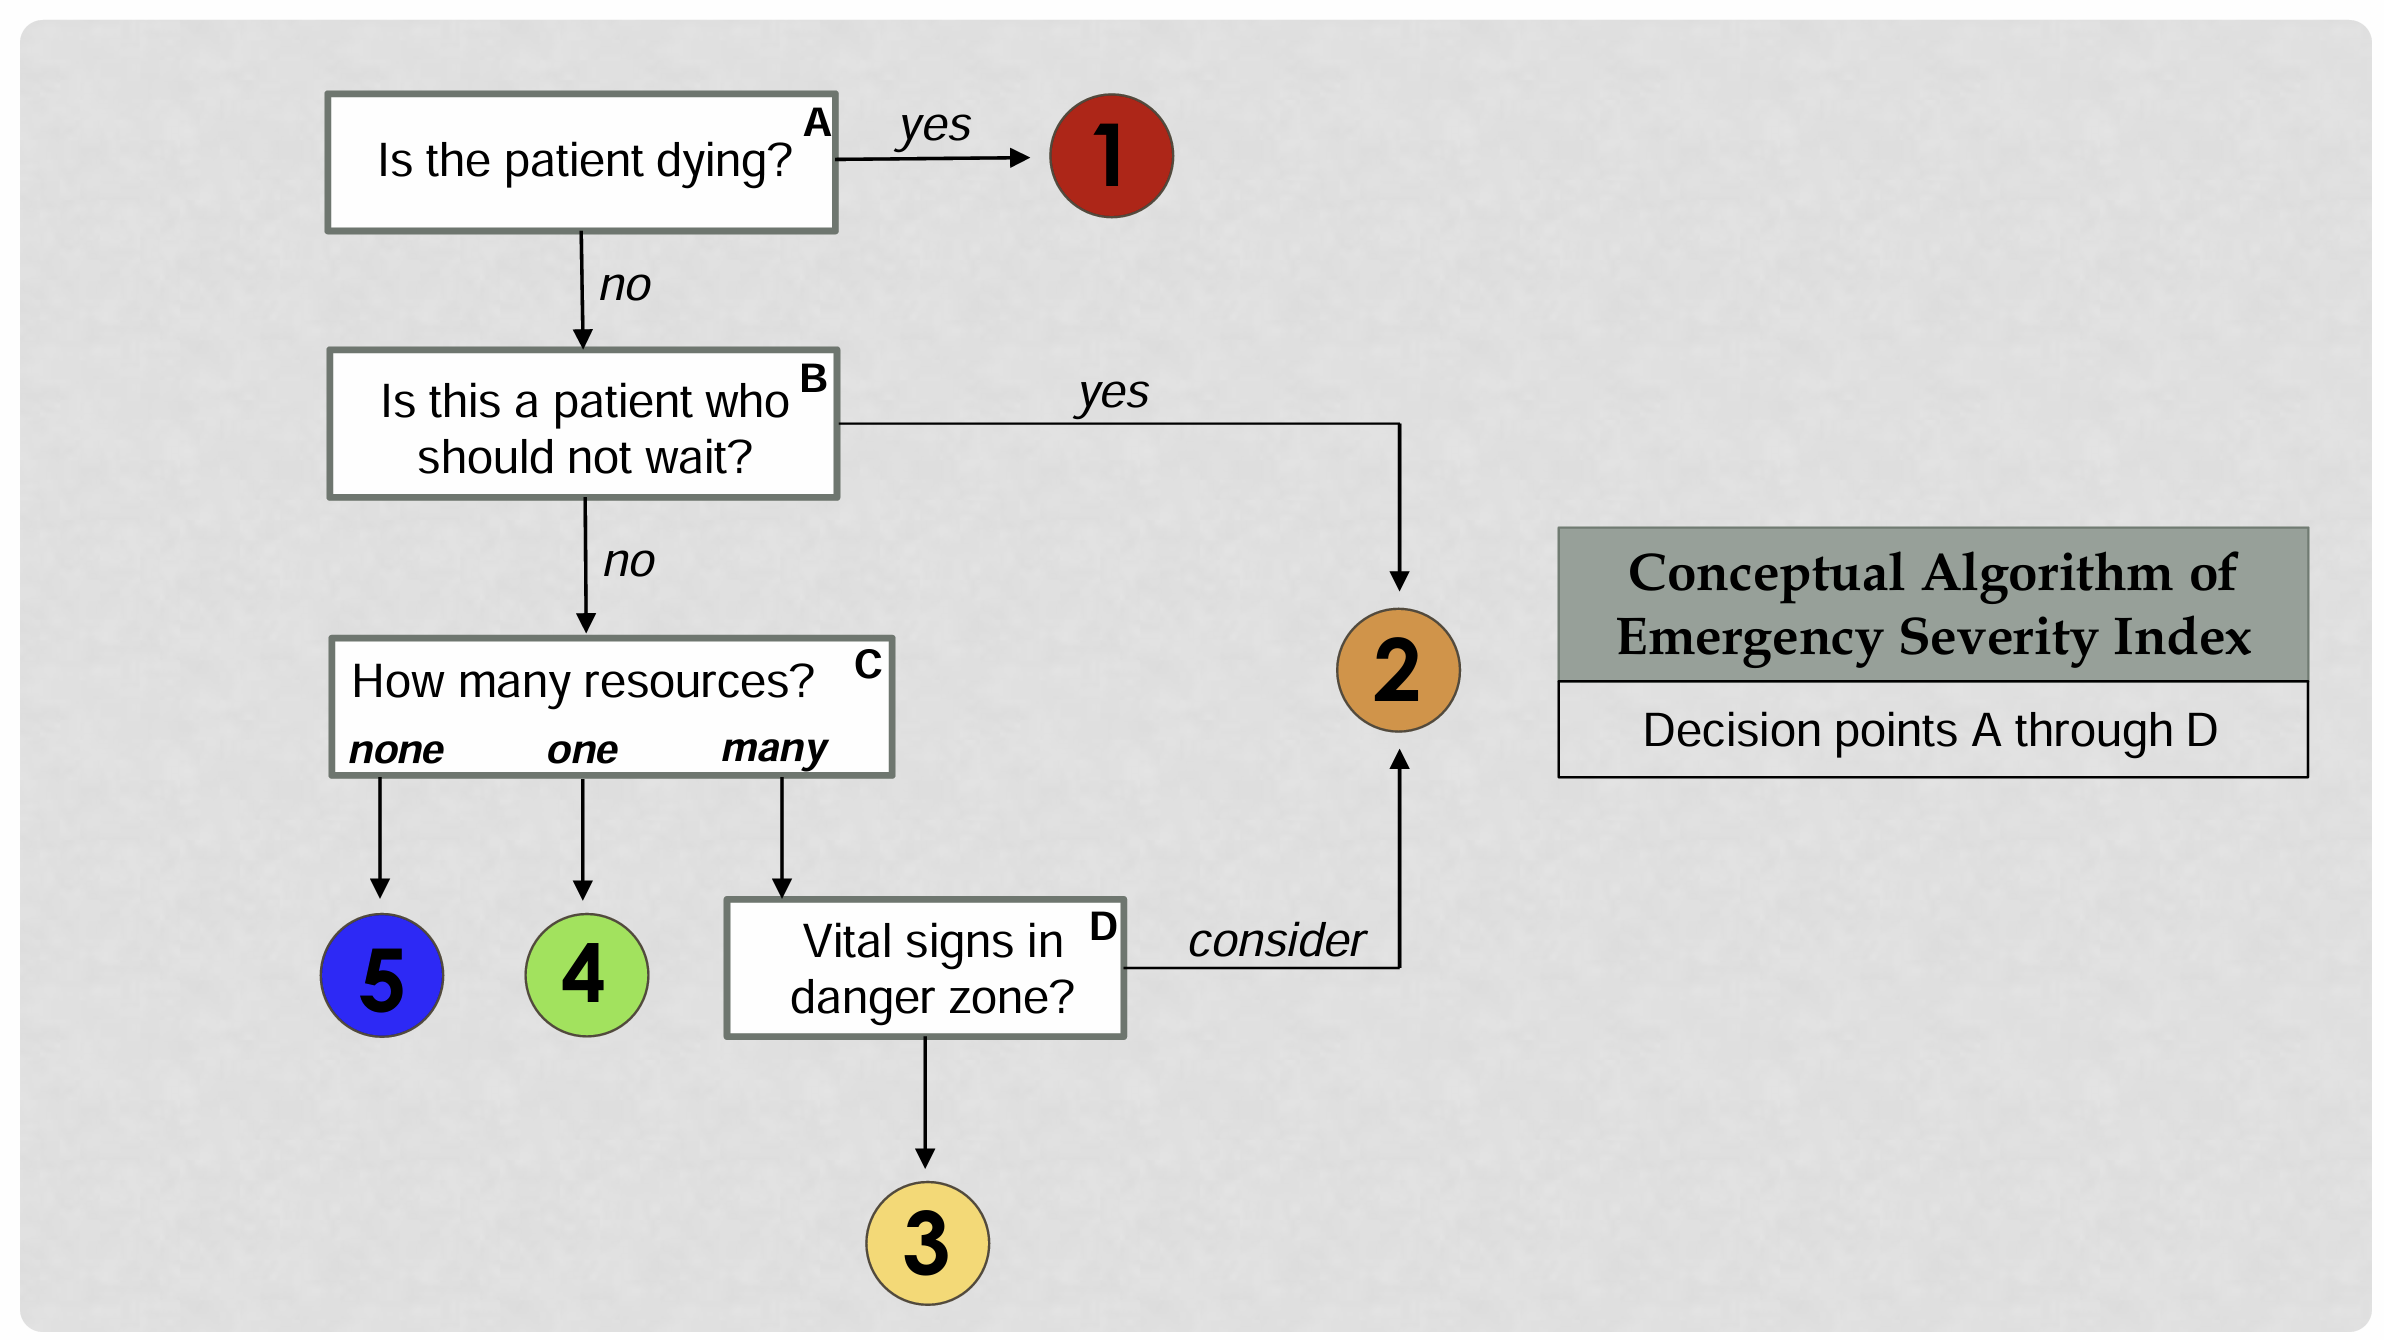 A
Is the patient dying?
yes
1
no
B
Is this a patient who
should not wait?
yes
no
C
How many resources?
none one many
2
Conceptual Algorithm of
Emergency Severity Index
Decision points A through D
5
4
D
Vital signs in
danger zone?
consider
3